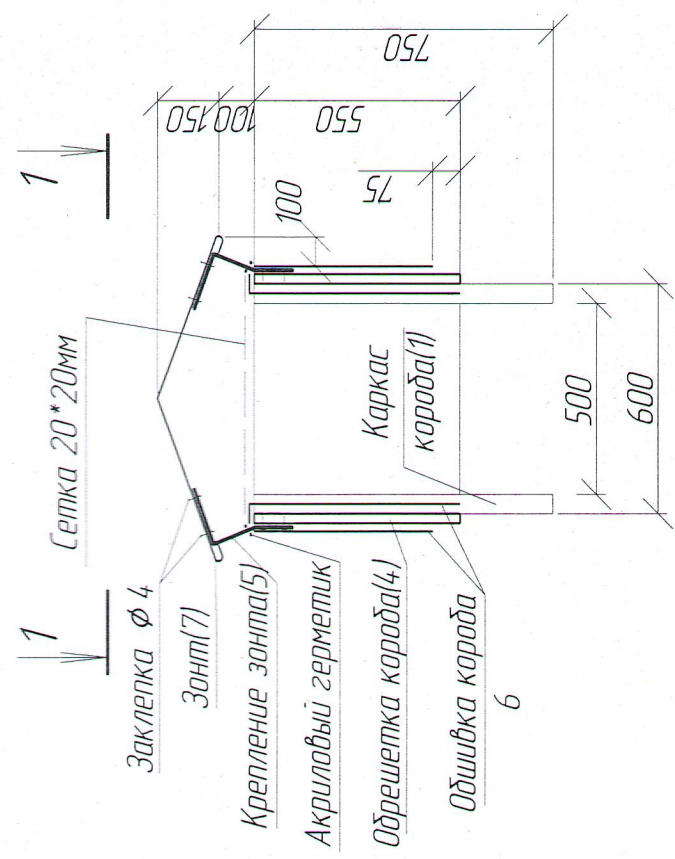 1
1
Сетка 20*20мм
Заклепка Ф 4
Зонт(7)
Крепление зонта(5)
Акриловый герметик
Обрешетка короба(4)
Обшивка короба
6
Каркас
короба(1)
150
100
550
750
75
100
500
600